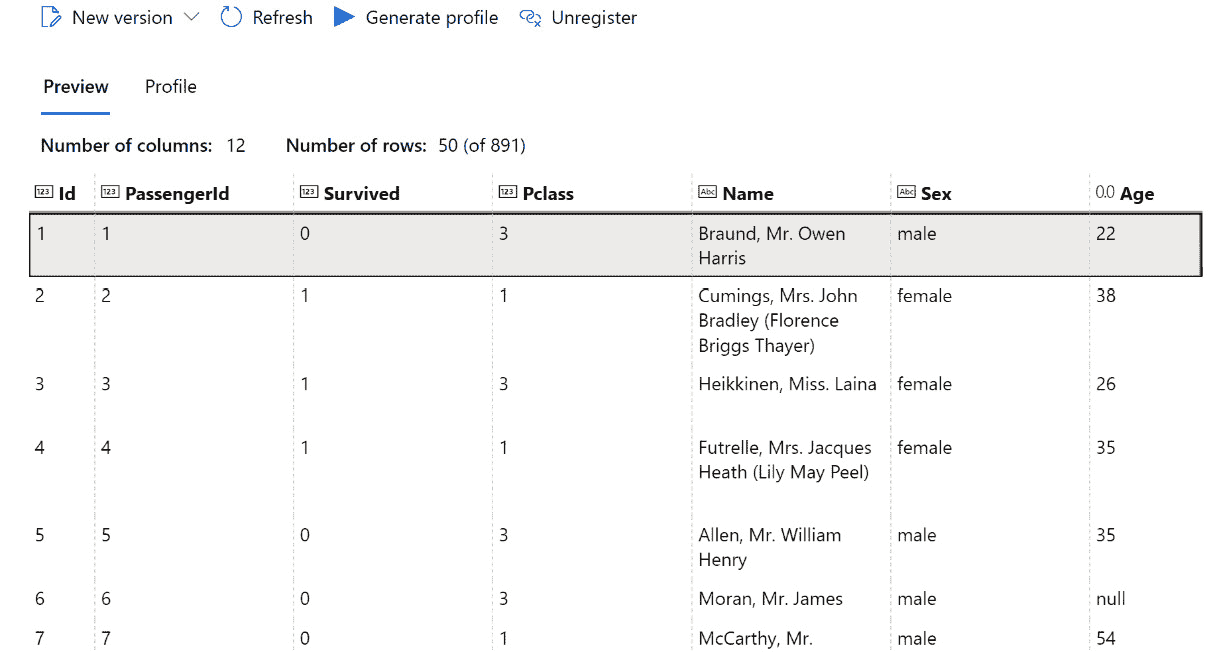 New version Refresh Generate profile Unregister
Preview Profile
Number of columns: 12 Number of rows: 50 (of 891)
123 Id 123 PassengerId 123 Survived 123 Pclass Abc Name Abc Sex 0.0 Age
1 1 0 3 Braund, Mr. Owen male 22
Harris
2 2 1 1 Cumings, Mrs. John female 38
Bradley (Florence
Briggs Thayer)
3 3 1 3 Heikkinen, Miss. Laina female 26
4 4 1 1 Futrelle, Mrs. Jacques female 35
Heath (Lily May Peel)
5 5 0 3 Allen, Mr. William male 35
Henry
6 6 0 3 Moran, Mr. James male null
7 7 0 1 McCarthy, Mr. male 54